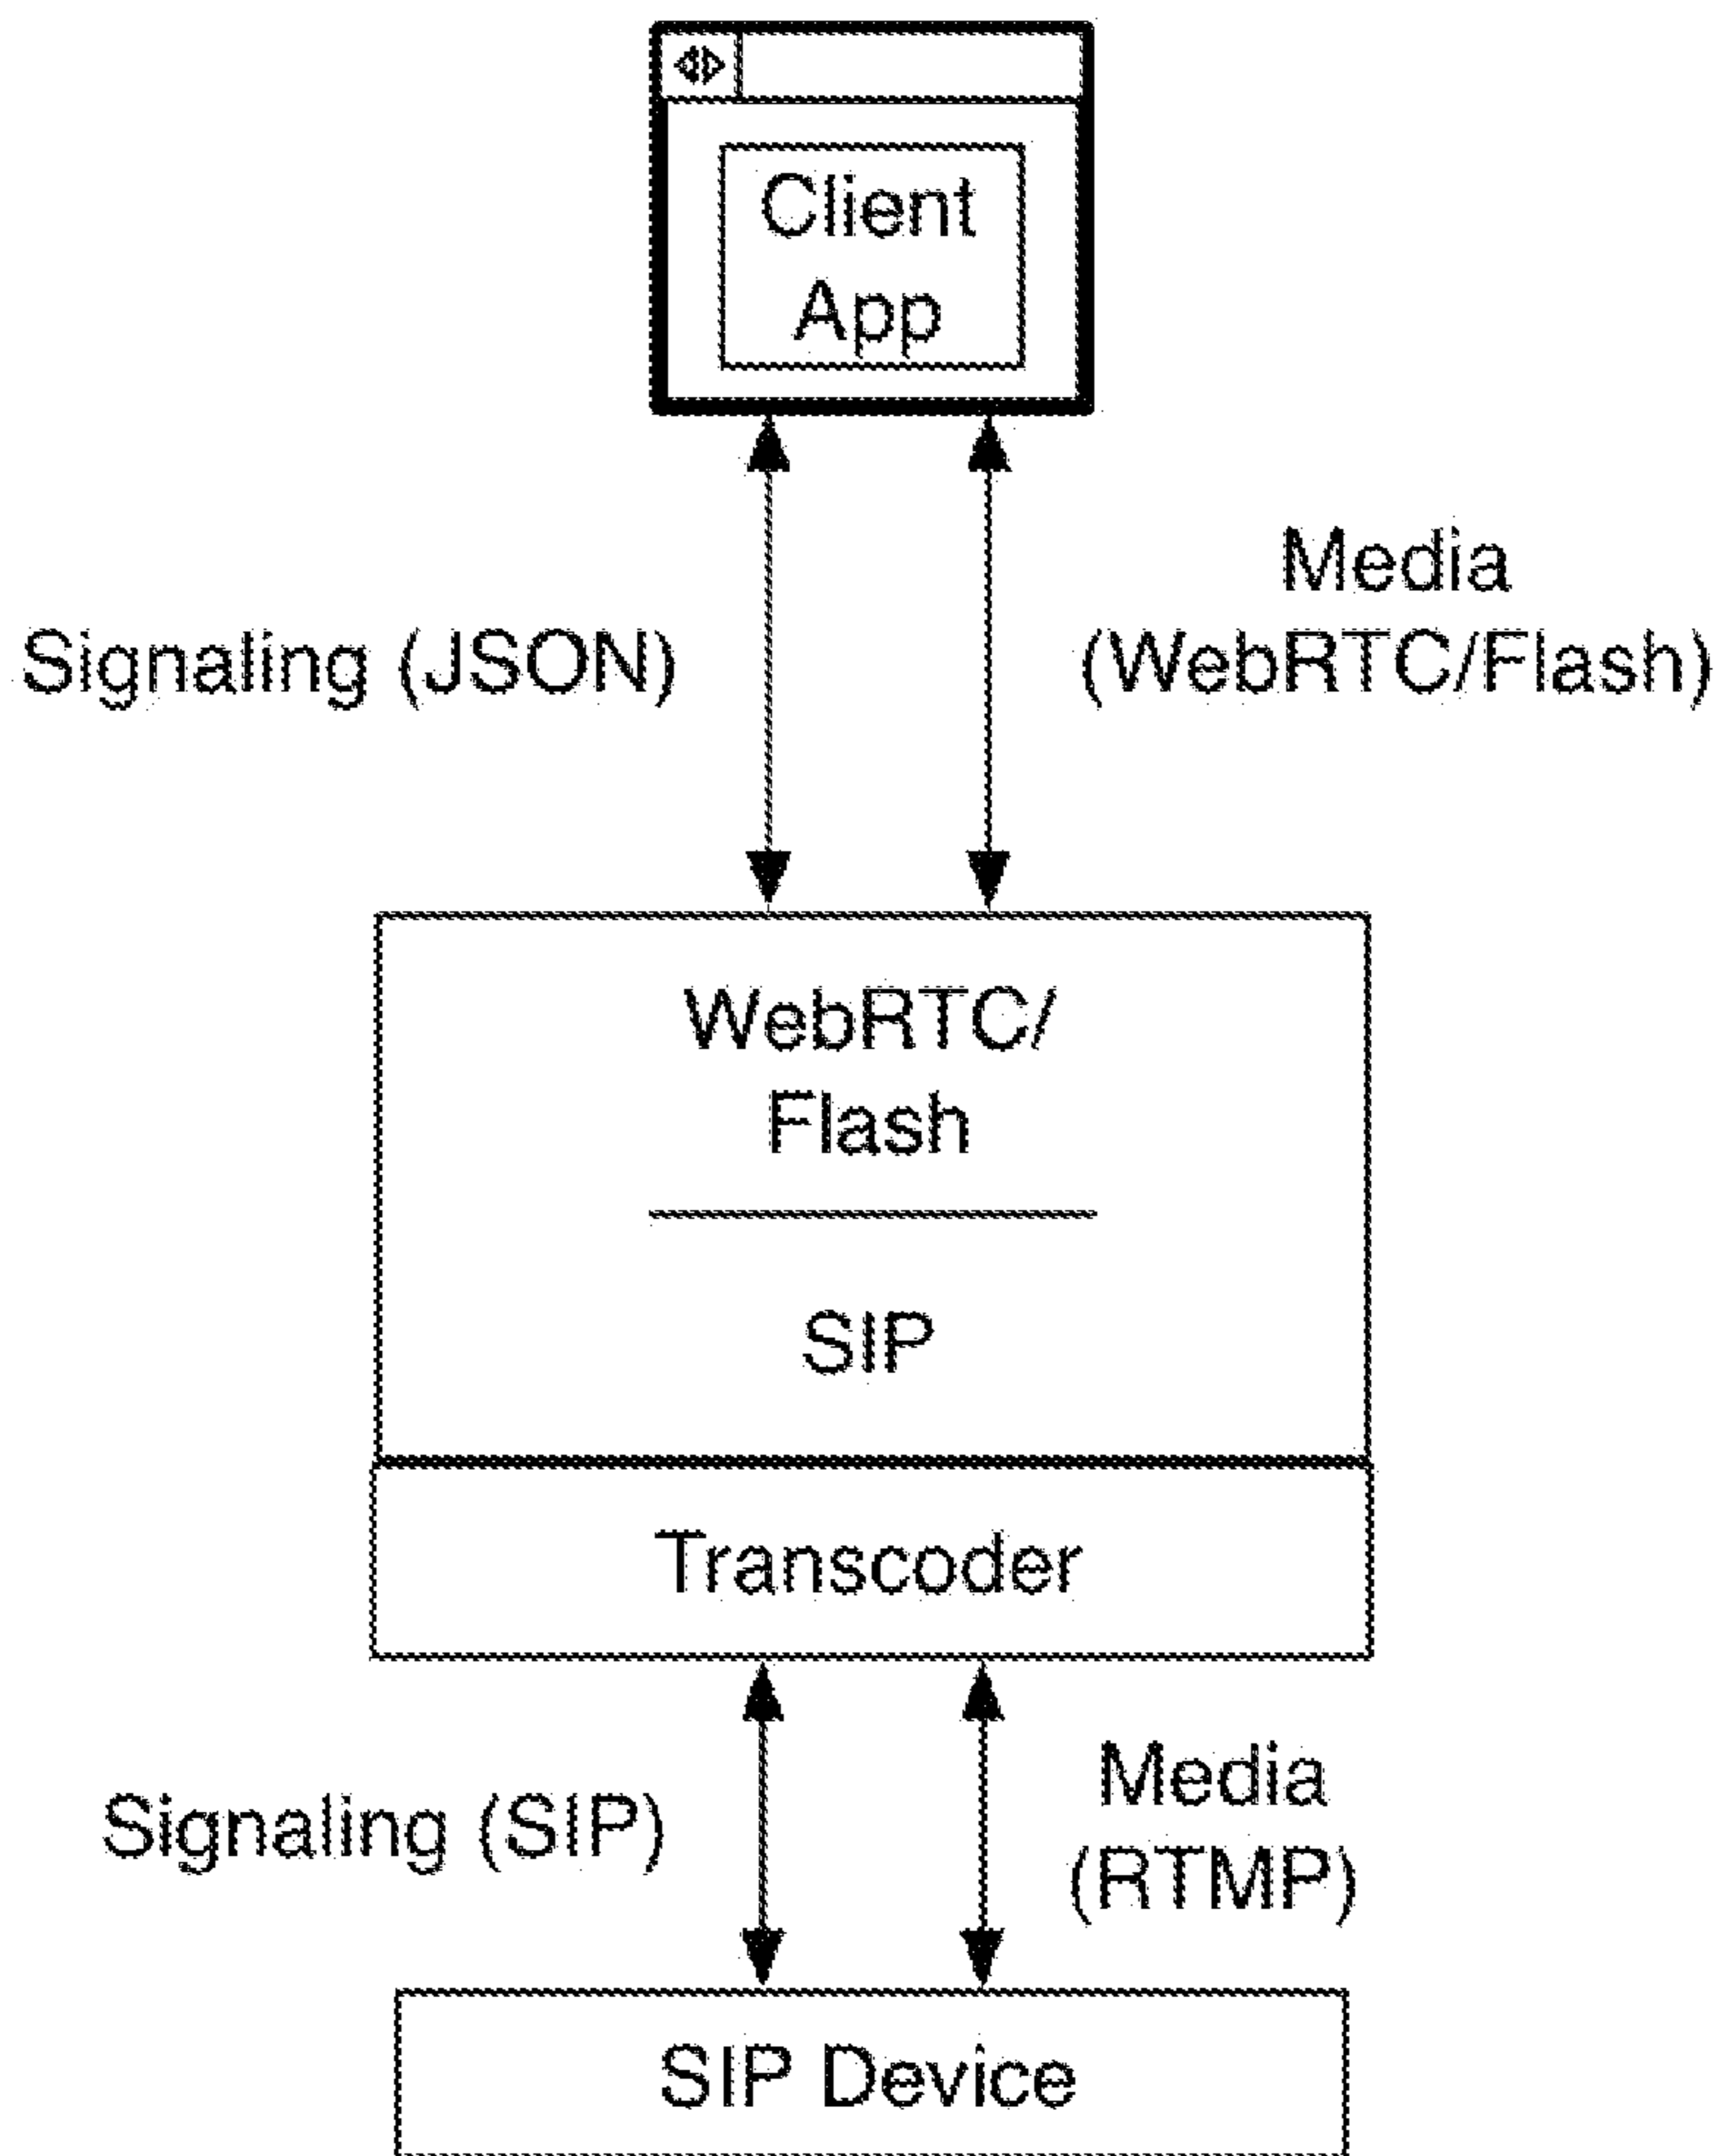 Client
App
Signaling (JSON)
Media
(WebRTC/Flash)
WebRTC/
Flash
SIP
Transcoder
Signaling (SIP)
Media
(RTMP)
SIP Device